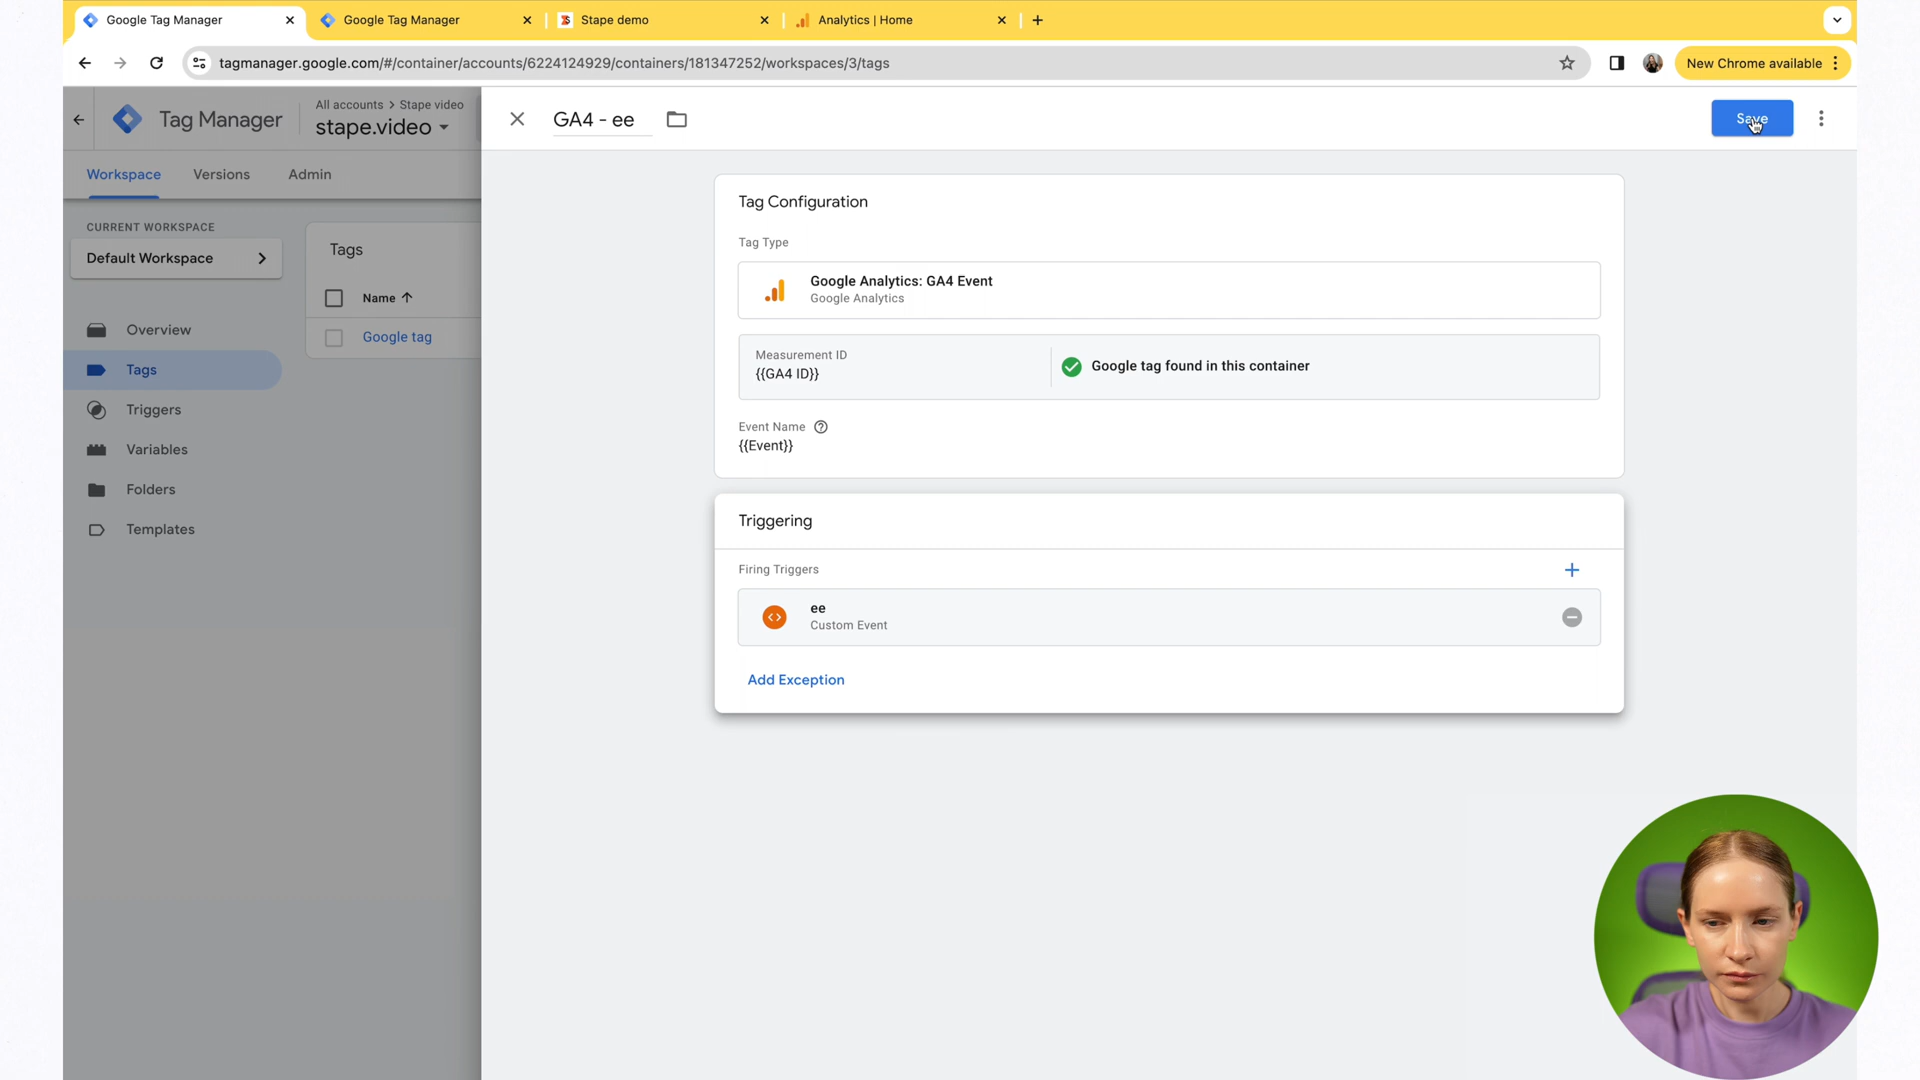 Google Tag Manager
Google Tag Manager
Stape demo
Analytics | Home
tagmanager.google.com/#/container/accounts/6224124929/containers/181347252/workspaces/3/tags
New Chrome available
Tag Manager
All accounts > Stape video
stape.video
GA4 - ee
Save
Workspace
Versions
Admin
CURRENT WORKSPACE
Default Workspace
Overview
Tags
Triggers
Variables
Folders
Templates
Tags
Name
Google tag
Tag Configuration
Tag Type
Google Analytics: GA4 Event
Google Analytics
Measurement ID
{{GA4 ID}}
Google tag found in this container
Event Name
{{Event}}
Triggering
Firing Triggers
ee
Custom Event
Add Exception